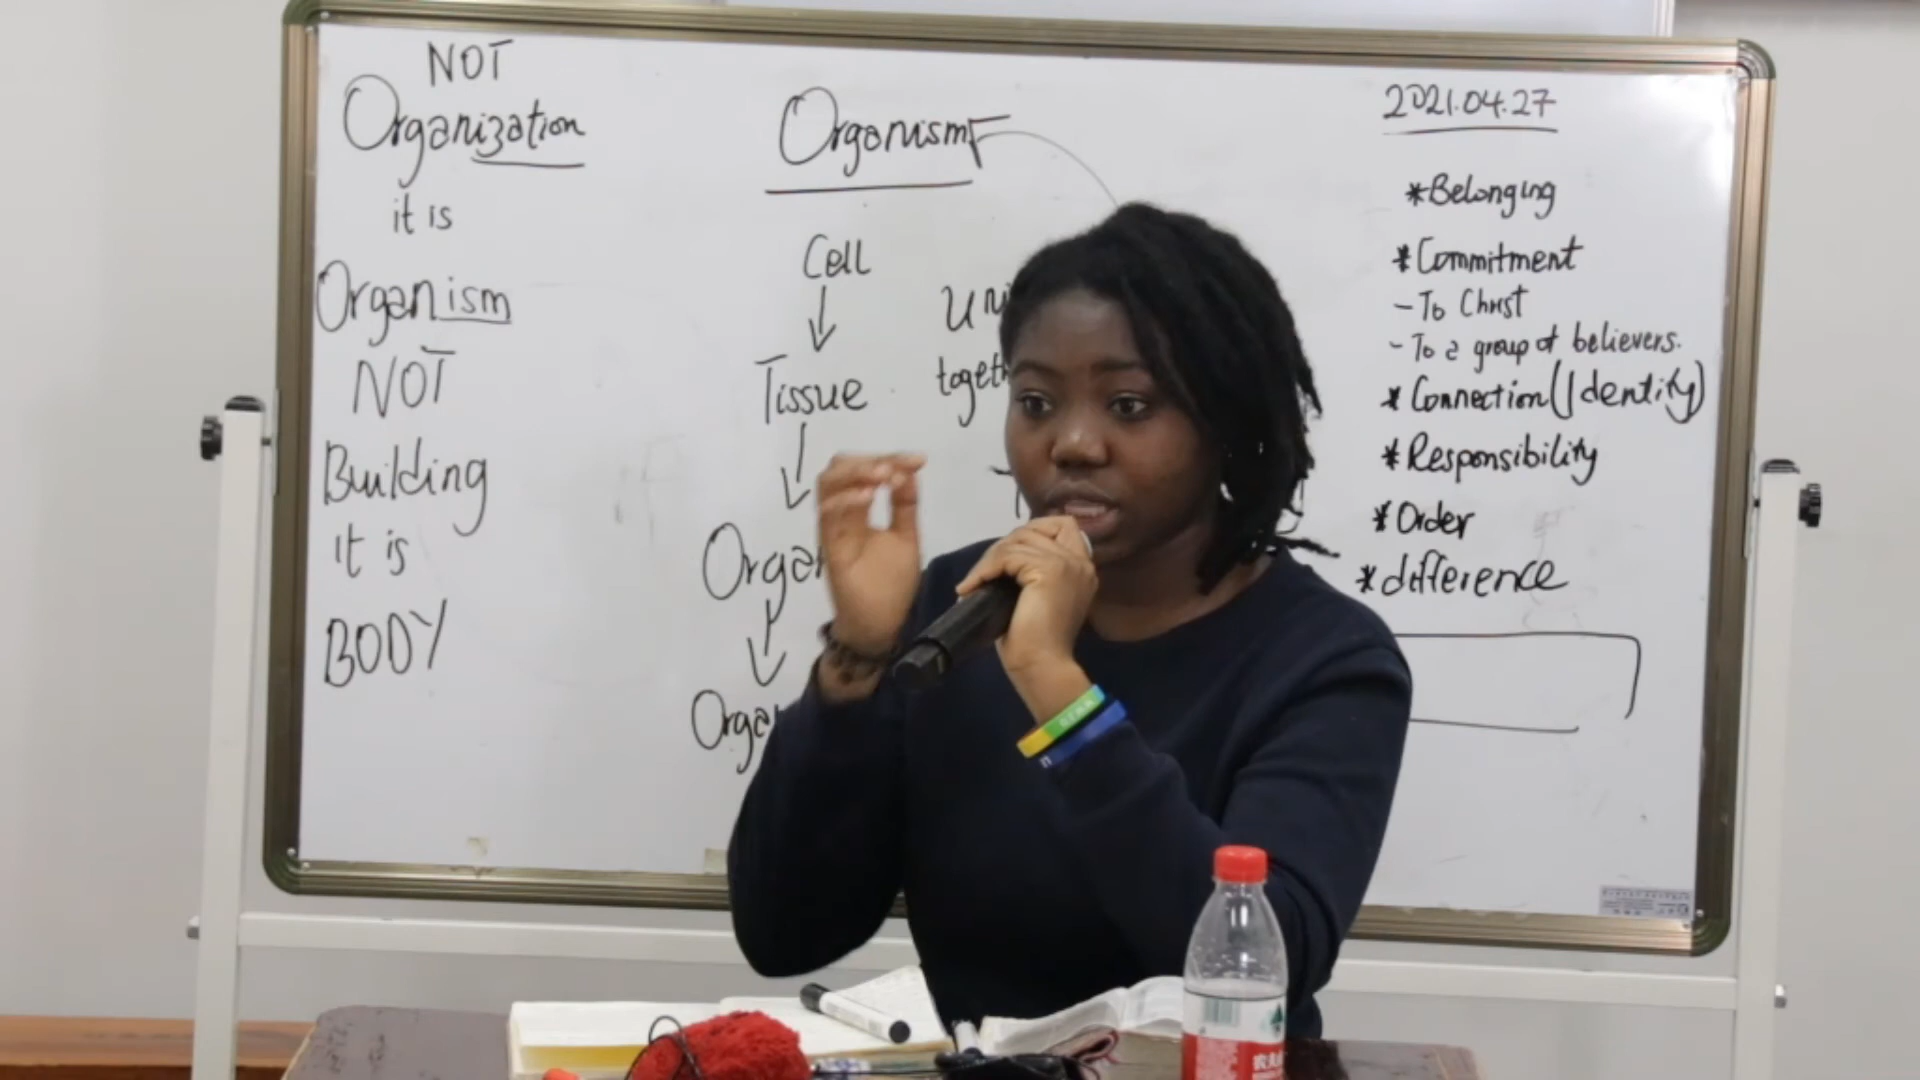 NOT
Organization
it is
Organism
NOT
Building
it is
BODY
Organism
Cell
Tissue
2021.04.27
*Belonging
*Commitment
- To Christ
- To a group of believers.
*Connection (Identity)
*Responsibility
*Order
*difference